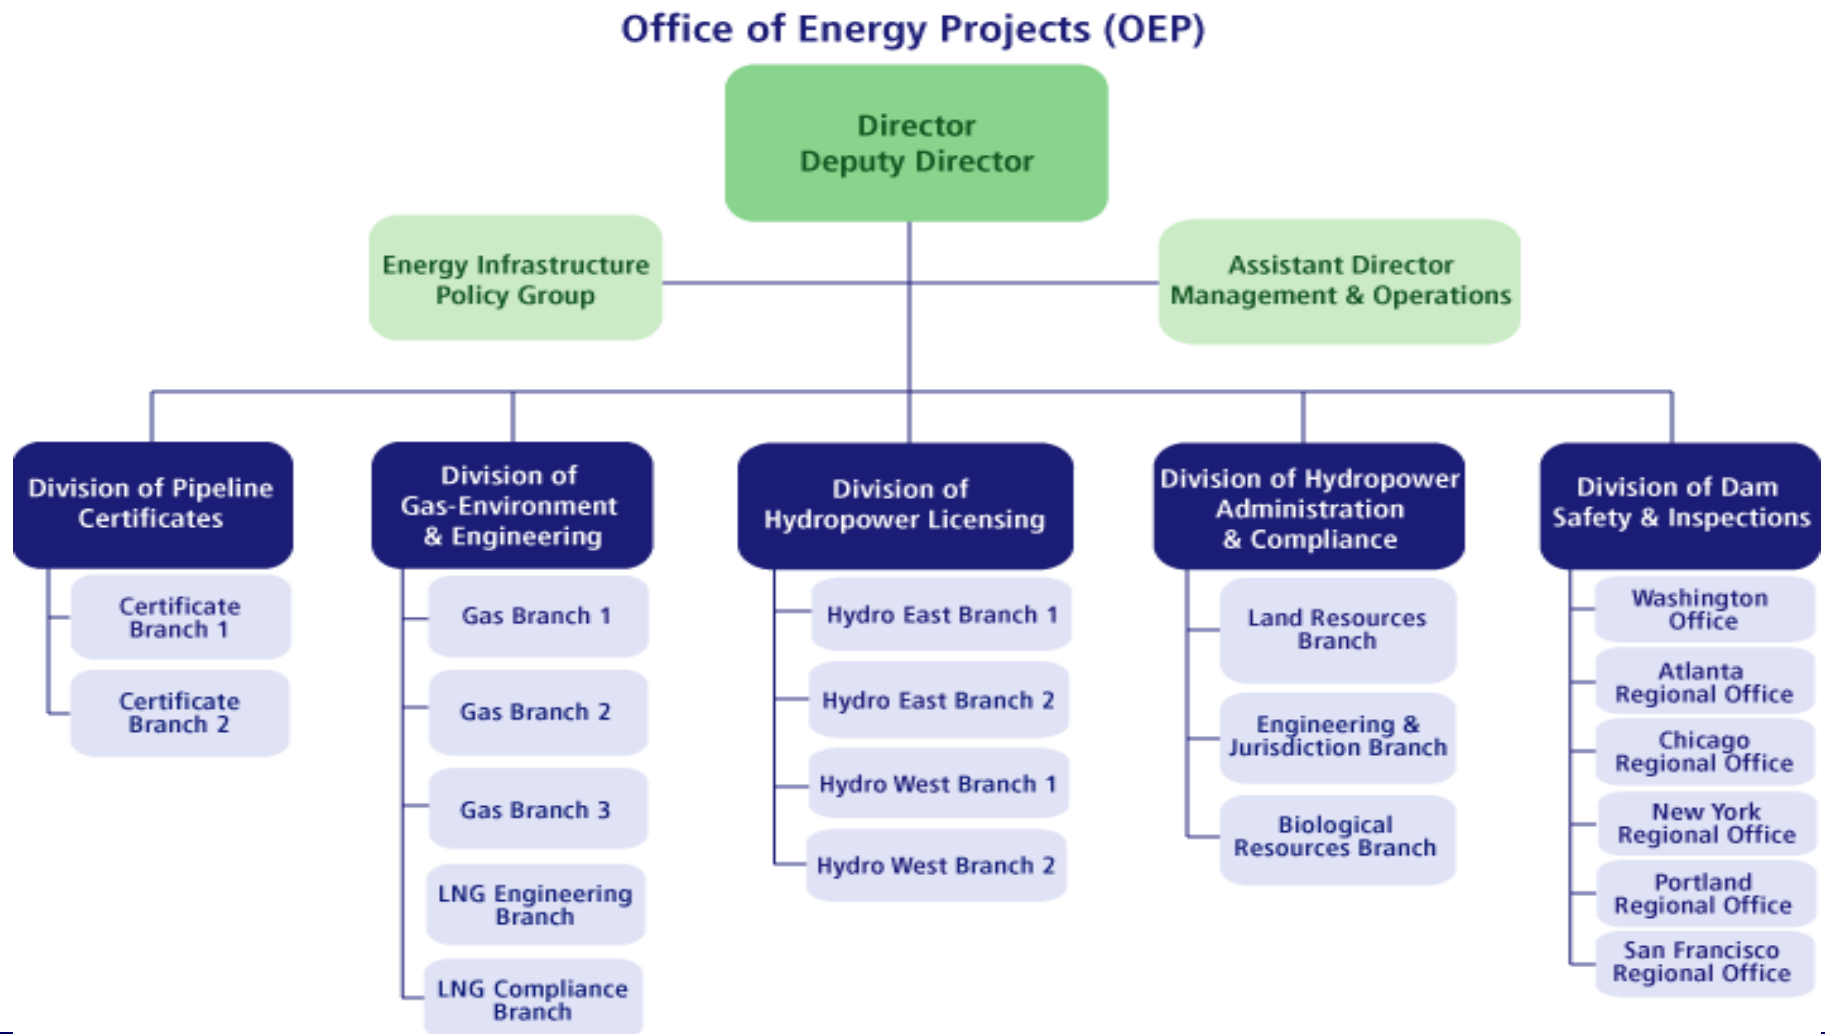 Office of Energy Projects (OEP)
Director
Deputy Director
Energy Infrastructure
Policy Group
Assistant Director
Management & Operations
Division of Pipeline
Certificates
Certificate
Branch 1
Certificate
Branch 2
Division of
Gas-Environment
& Engineering
Gas Branch 1
Gas Branch 2
Gas Branch 3
LNG Engineering
Branch
LNG Compliance
Branch
Division of
Hydropower Licensing
Hydro East Branch 1
Hydro East Branch 2
Hydro West Branch 1
Hydro West Branch 2
Division of Hydropower
Administration
& Compliance
Land Resources
Branch
Engineering &
Jurisdiction Branch
Biological
Resources Branch
Division of Dam
Safety & Inspections
Washington
Office
Atlanta
Regional Office
Chicago
Regional Office
New York
Regional Office
Portland
Regional Office
San Francisco
Regional Office